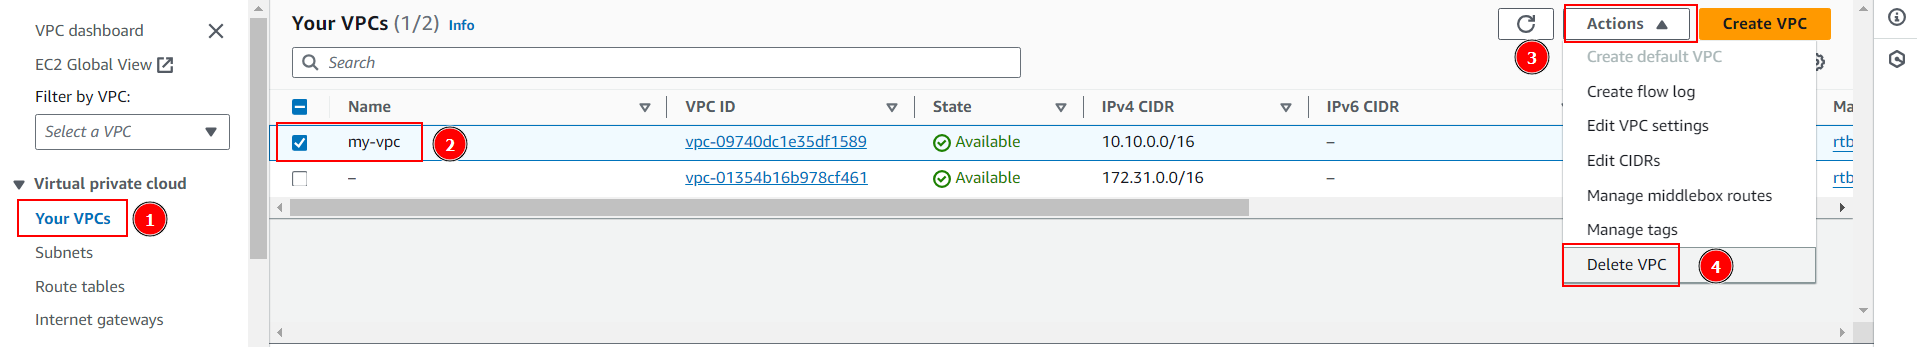 VPC dashboard
EC2 Global View
Filter by VPC:
Select a VPC
Virtual private cloud
Your VPCs
1
Subnets
Route tables
Internet gateways
Your VPCs (1/2) Info
Actions
Create VPC
3
Search
Name VPC ID State IPv4 CIDR IPv6 CIDR Ma
my-vpc 2 vpc-09740dc1e35df1589 Available 10.10.0.0/16 – rtb
– vpc-01354b16b978cf461 Available 172.31.0.0/16 – rtb
Create default VPC
Create flow log
Edit VPC settings
Edit CIDRs
Manage middlebox routes
Manage tags
Delete VPC
4